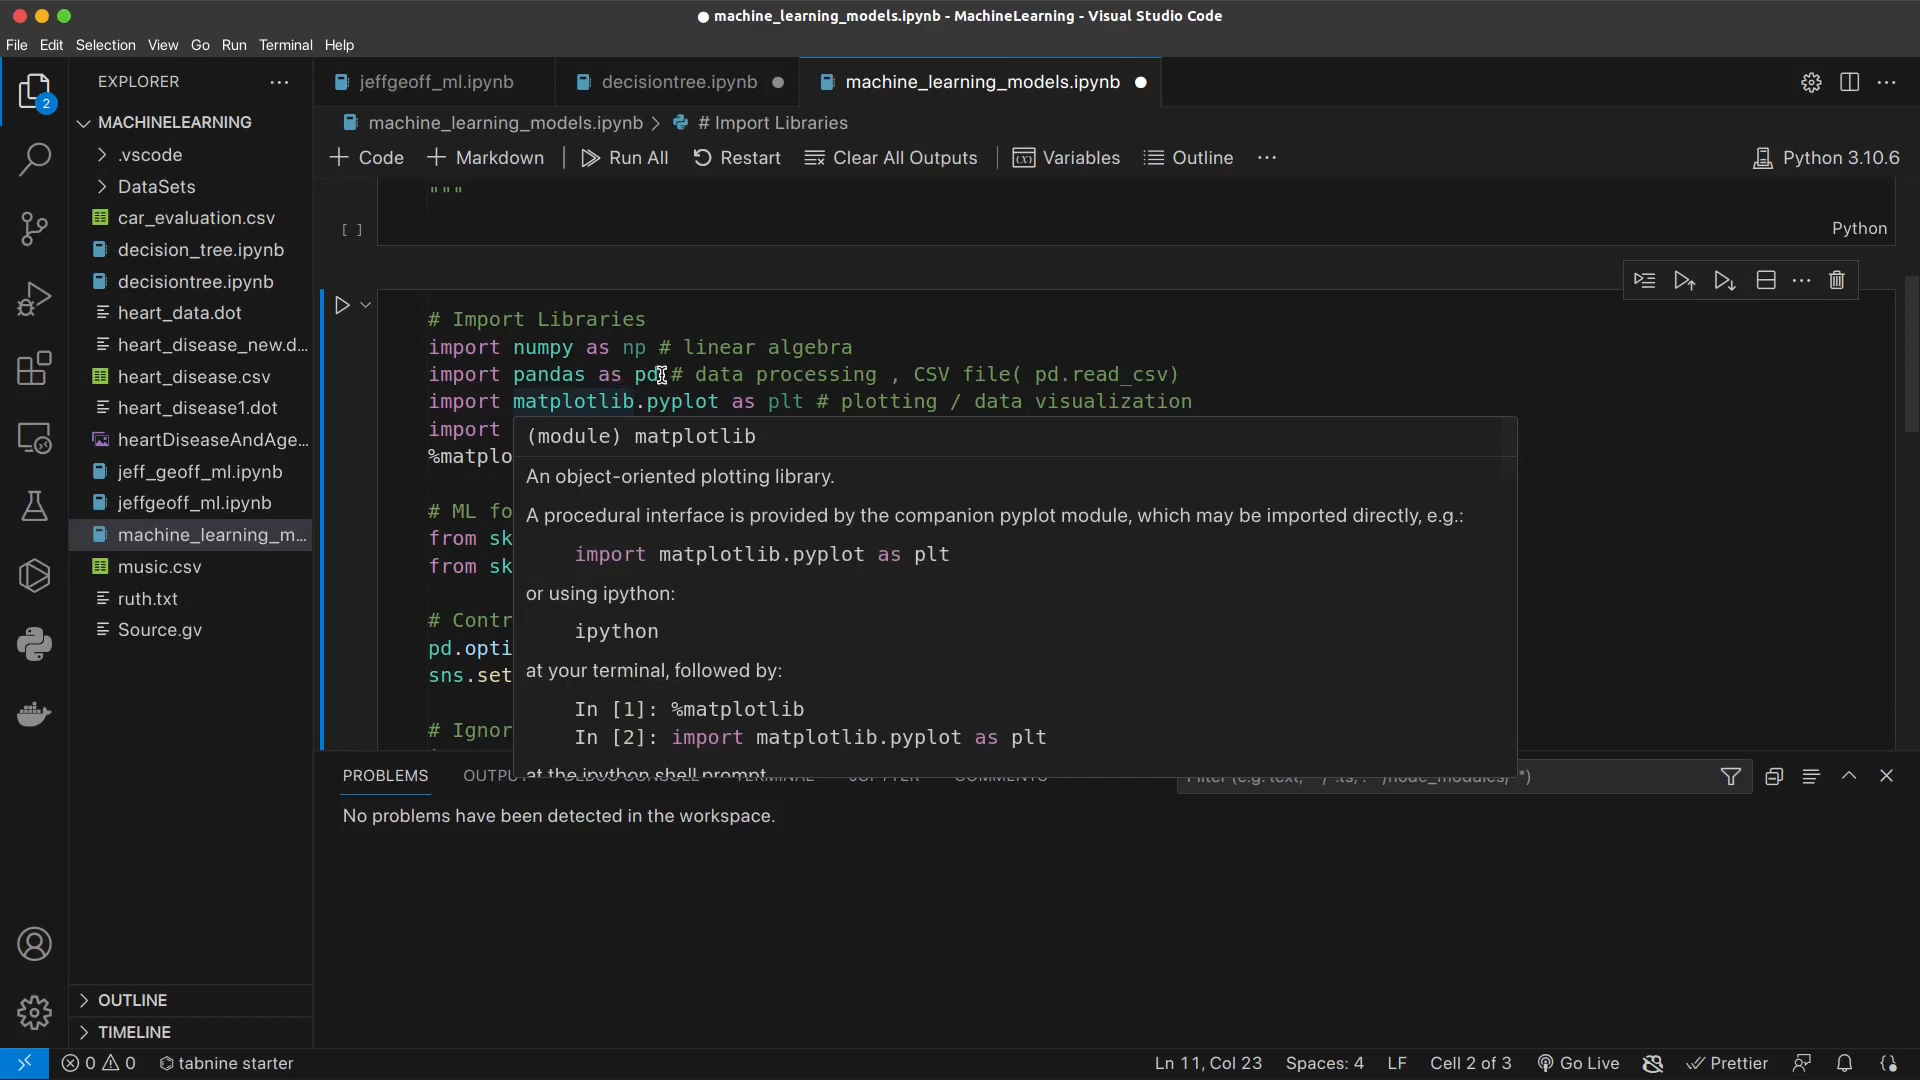 machine_learning_models.ipynb - MachineLearning - Visual Studio Code
File Edit Selection View Go Run Terminal Help
EXPLORER
2
MACHINELEARNING
.vscode
DataSets
car_evaluation.csv
decision_tree.ipynb
decisiontree.ipynb
heart_data.dot
heart_disease_new.d...
heart_disease.csv
heart_disease1.dot
heartDiseaseAndAge...
jeff_geoff_ml.ipynb
jeffgeoff_ml.ipynb
machine_learning_m...
music.csv
ruth.txt
Source.gv
OUTLINE
TIMELINE
jeffgeoff_ml.ipynb decisiontree.ipynb machine_learning_models.ipynb
machine_learning_models.ipynb > # Import Libraries
+ Code + Markdown Run All Restart Clear All Outputs Variables Outline ... Python 3.10.6
"""
[ ] Python
# Import Libraries
import numpy as np # linear algebra
import pandas as pd # data processing , CSV file( pd.read_csv)
import matplotlib.pyplot as plt # plotting / data visualization
import
%matplo
# ML fo
from sk
from sk
# Contr
pd.opti
sns.set
# Ignor
(module) matplotlib
An object-oriented plotting library.
A procedural interface is provided by the companion pyplot module, which may be imported directly, e.g.:
import matplotlib.pyplot as plt
or using ipython:
ipython
at your terminal, followed by:
In [1]: %matplotlib
In [2]: import matplotlib.pyplot as plt
at the ipython shell prompt
PROBLEMS OUTPU
No problems have been detected in the workspace.
0 0 tabnine starter Ln 11, Col 23 Spaces: 4 LF Cell 2 of 3 Go Live Prettier